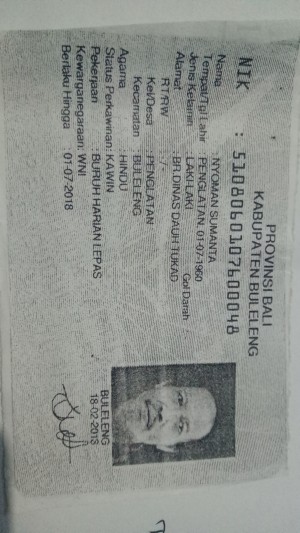 PROVINSI BALI
KABUPATEN BULELENG
NIK : 5108060107600048
Nama : NYOMAN SUMANTA
Tempat/Tgl Lahir : PENGLATAN, 01-07-1960
Jenis Kelamin : LAKI-LAKI Gol Darah
Alamat : BR.DINAS DAUH TUKAD
RT/RW : /-
Kel/Desa : PENGLATAN
Kecamatan : BULELENG
Agama : HINDU
Status Perkawinan: KAWIN
Pekerjaan : BURUH HARIAN LEPAS
Kewarganegaraan: WNI
Berlaku Hingga : 01-07-2018
BULELENG
18-02-2013